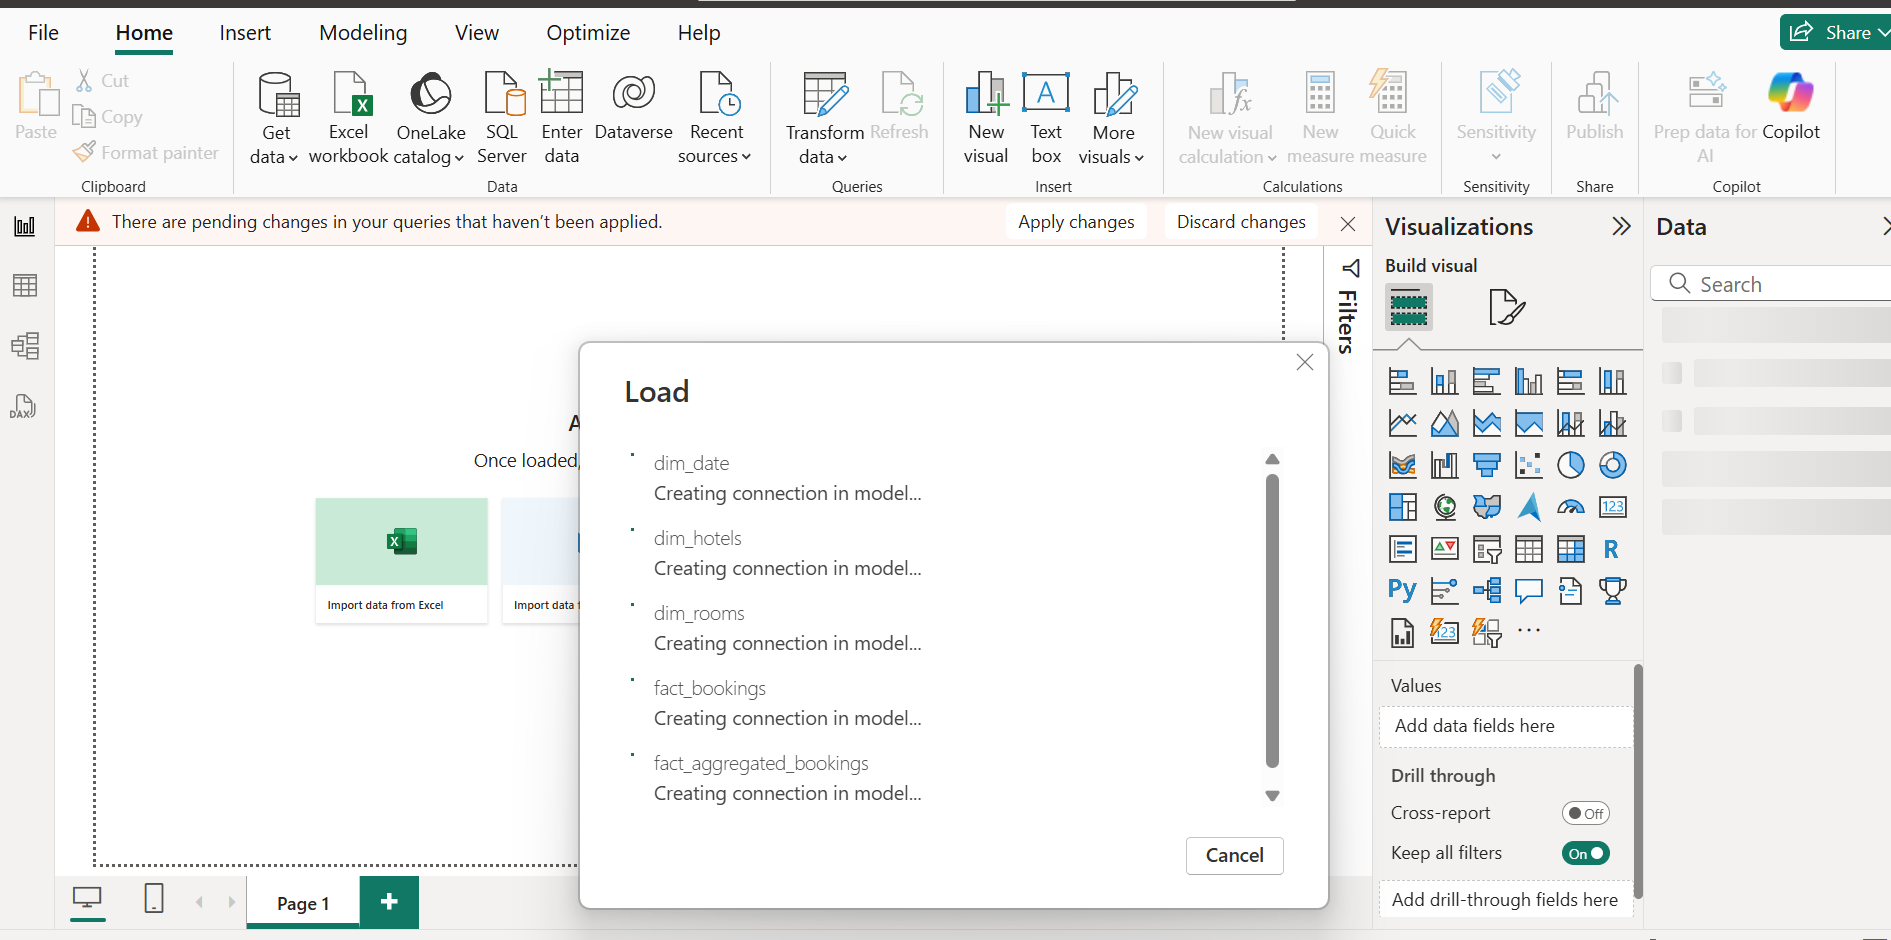 File Home Insert Modeling View Optimize Help Share
Paste
Cut
Copy
Format painter
Clipboard
Get data
Excel workbook
OneLake catalog
SQL Server
Enter data
Dataverse
Recent sources
Data
Transform data
Refresh
Queries
New visual
Text box
More visuals
Insert
New visual calculation
New measure
Quick measure
Calculations
Sensitivity
Sensitivity
Publish
Share
Prep data for AI
Copilot
Copilot
There are pending changes in your queries that haven't been applied.
Apply changes
Discard changes
DAX
A
Once loaded,
Import data from Excel
Import data f
Filters
Load
dim_date
Creating connection in model...
dim_hotels
Creating connection in model...
dim_rooms
Creating connection in model...
fact_bookings
Creating connection in model...
fact_aggregated_bookings
Creating connection in model...
Cancel
Page 1
Visualizations
Build visual
123
R
Py
123
Values
Add data fields here
Drill through
Cross-report
Off
Keep all filters
On
Add drill-through fields here
Data
Search